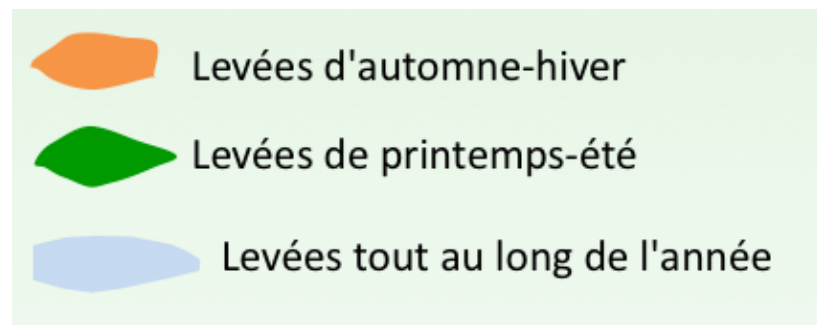 Levées d'automne-hiver
Levées de printemps-été
Levées tout au long de l'année